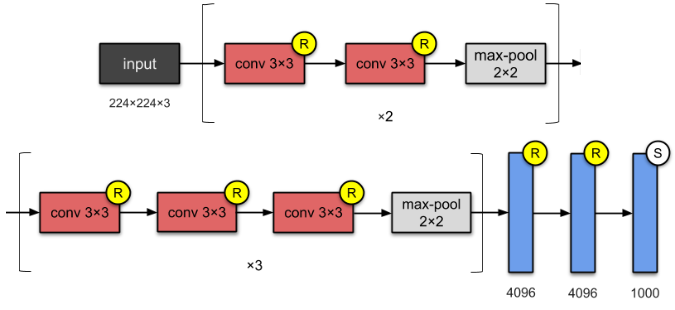 input
R
conv 3×3
R
conv 3×3
max-pool
2×2
224×224×3
×2
R
conv 3×3
R
conv 3×3
R
conv 3×3
max-pool
2×2
×3
R
R
S
4096
4096
1000